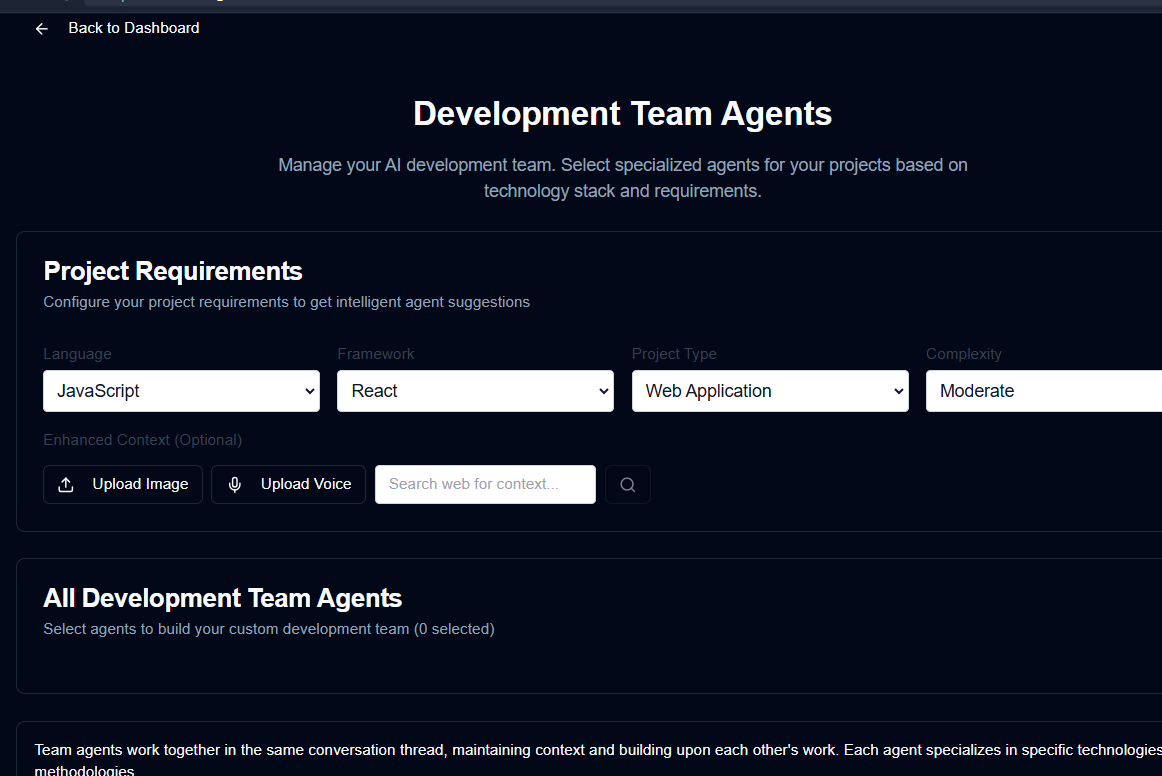 Back to Dashboard
Development Team Agents
Manage your AI development team. Select specialized agents for your projects based on
technology stack and requirements.
Project Requirements
Configure your project requirements to get intelligent agent suggestions
Language Framework Project Type Complexity
JavaScript React Web Application Moderate
Enhanced Context (Optional)
Upload Image Upload Voice Search web for context...
All Development Team Agents
Select agents to build your custom development team (0 selected)
Team agents work together in the same conversation thread, maintaining context and building upon each other's work. Each agent specializes in specific technologies
methodologies